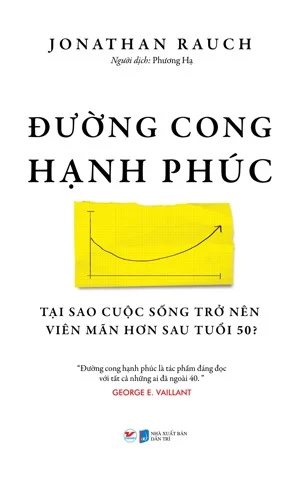 JONATHAN RAUCH
Người dịch: Phương Hạ
ĐƯỜNG CONG
HẠNH PHÚC
TẠI SAO CUỘC SỐNG TRỞ NÊN
VIÊN MÃN HƠN SAU TUỔI 50?
"Đường cong hạnh phúc là tác phẩm đáng đọc
với tất cả những ai đã ngoài 40. "
GEORGE E. VAILLANT
NHÀ XUẤT BẢN
DÂN TRÍ